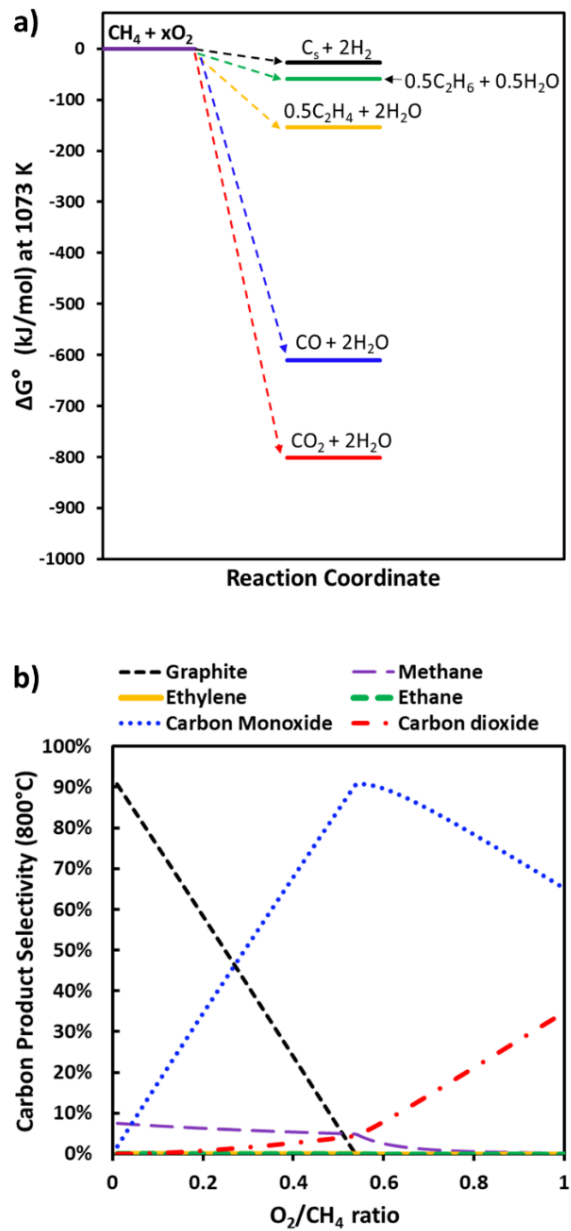 a)
CH₄ + xO₂
Cₛ + 2H₂
0.5C₂H₆ + 0.5H₂O
0.5C₂H₄ + 2H₂O
CO + 2H₂O
CO₂ + 2H₂O
0
-100
-200
-300
-400
-500
-600
-700
-800
-900
-1000
ΔG° (kJ/mol) at 1073 K
Reaction Coordinate
b)
Graphite Methane
Ethylene Ethane
Carbon Monoxide Carbon dioxide
100%
90%
80%
70%
60%
50%
40%
30%
20%
10%
0%
Carbon Product Selectivity (800°C)
0 0.2 0.4 0.6 0.8 1
O₂/CH₄ ratio